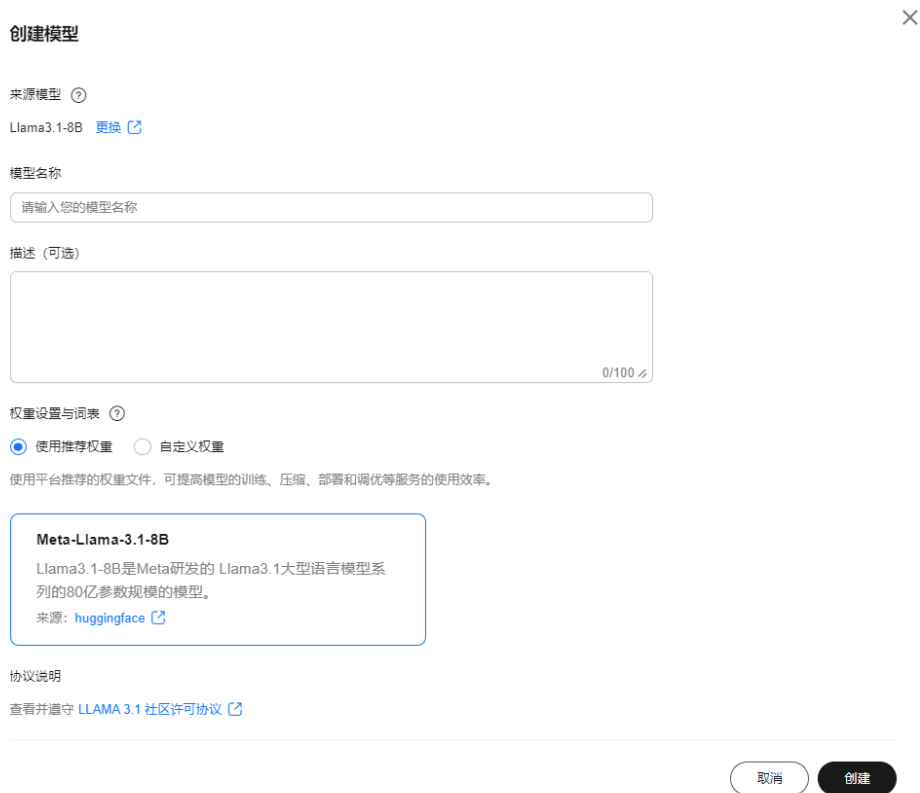 创建模型
来源模型
Llama3.1-8B 更换
模型名称
请输入您的模型名称
描述（可选）
0/100
权重设置与词表
使用推荐权重 自定义权重
使用平台推荐的权重文件，可提高模型的训练、压缩、部署和调优等服务的使用效率。
Meta-Llama-3.1-8B
Llama3.1-8B是Meta研发的 Llama3.1大型语言模型系
列的80亿参数规模的模型。
来源：huggingface
协议说明
查看并遵守 LLAMA 3.1 社区许可协议
取消 创建